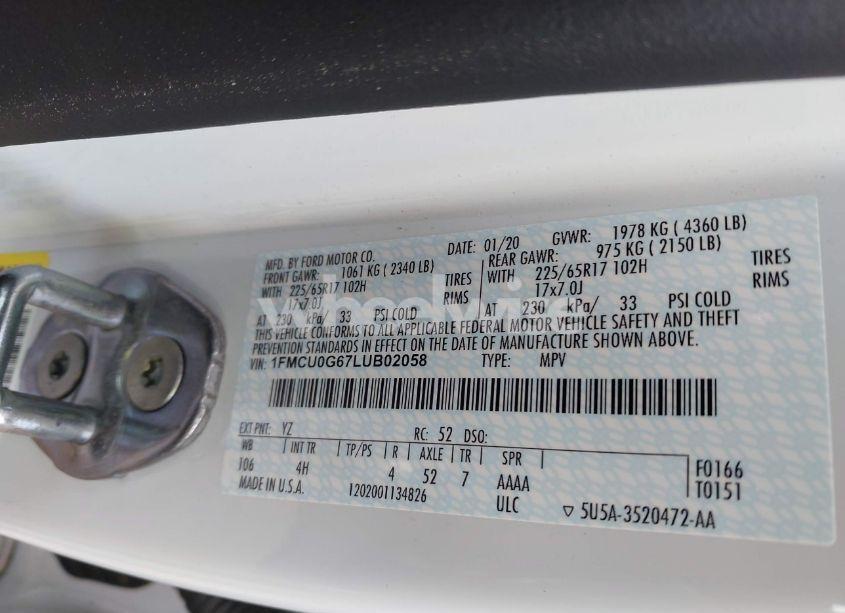 MFD. BY FORD MOTOR CO. DATE: 01/20 GVWR: 1978 KG ( 4360 LB)
FRONT GAWR: 1061 KG ( 2340 LB) REAR GAWR: 975 KG ( 2150 LB)
WITH 225/65R17 102H TIRES WITH 225/65R17 102H TIRES
17x7.0J RIMS 17x7.0J RIMS
AT 230 kPa/ 33 PSI COLD AT 230 kPa/ 33 PSI COLD
THIS VEHICLE CONFORMS TO ALL APPLICABLE FEDERAL MOTOR VEHICLE SAFETY AND THEFT
PREVENTION STANDARDS IN EFFECT ON THE DATE OF MANUFACTURE SHOWN ABOVE.
VIN: 1FMCU0G67LUB02058 TYPE: MPV
EXT PNT: YZ RC: 52 DSO:
WB INT TR TP/PS R AXLE TR SPR
106 4H 4 52 7 AAAA F0166
MADE IN U.S.A. 1202001134826 ULC T0151
▽ 5U5A-3520472-AA